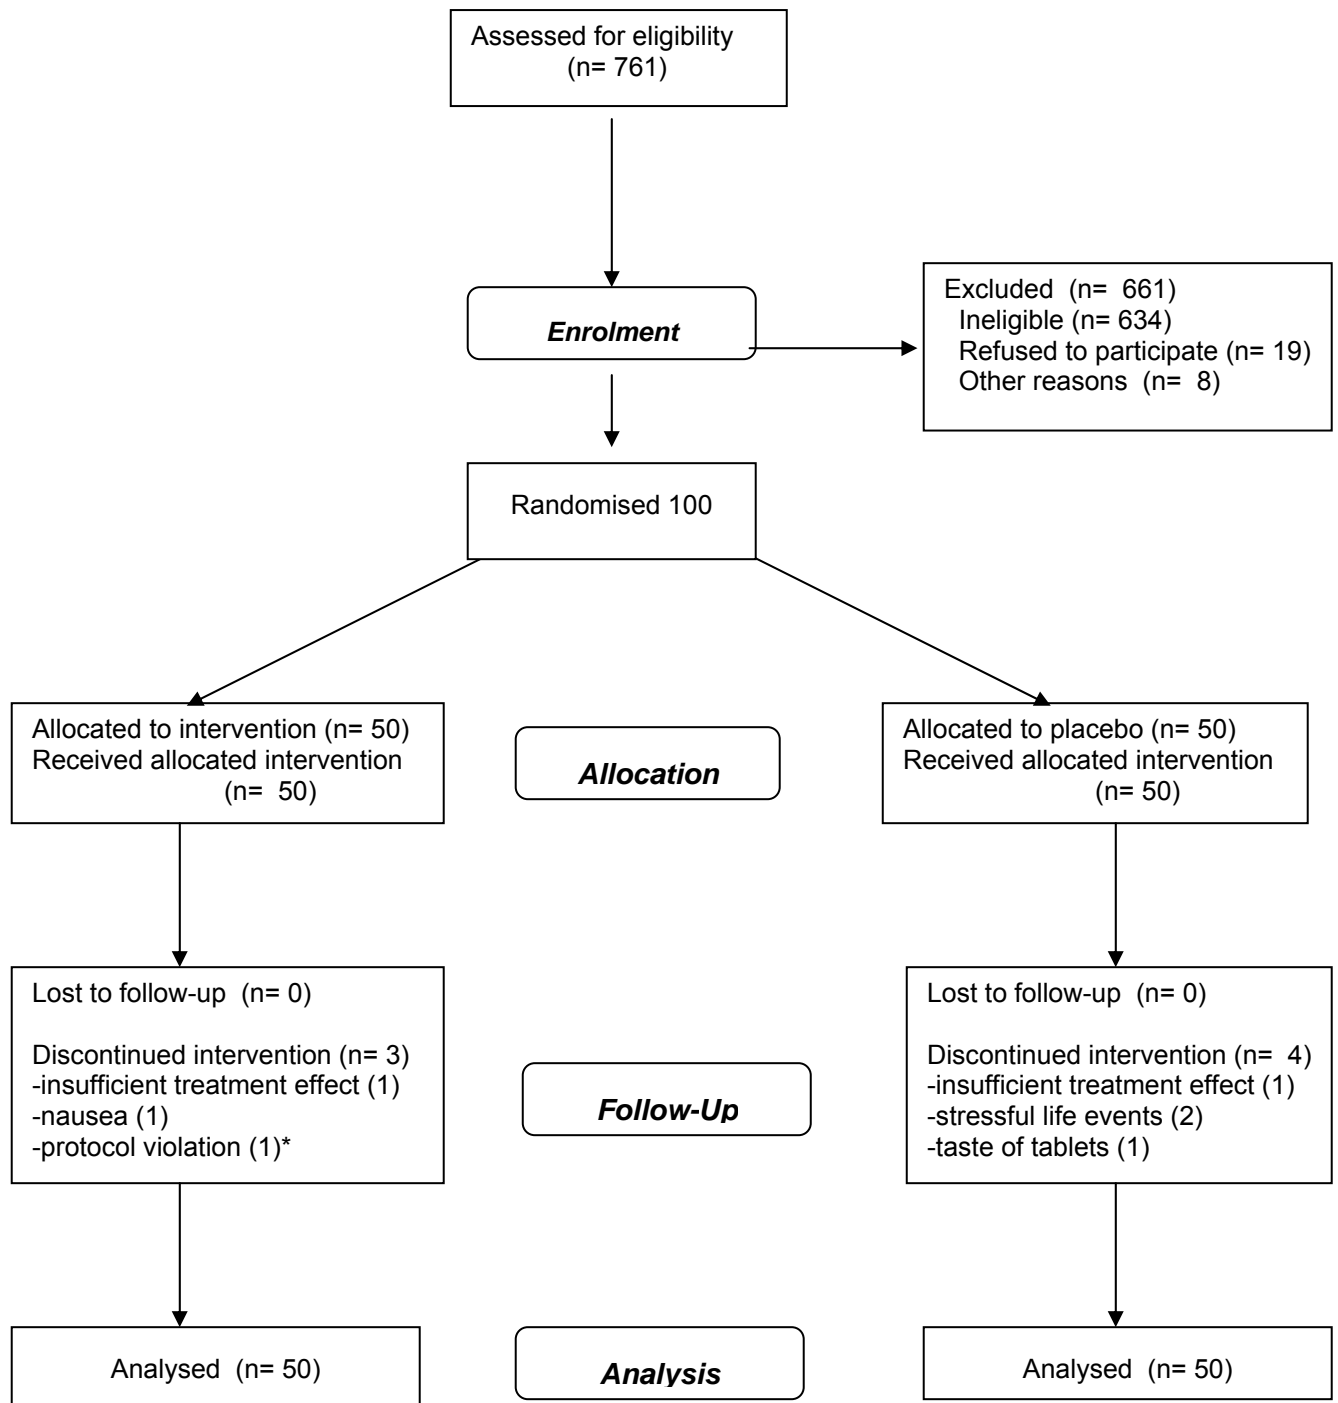 Assessed for eligibility
(n= 761)
Enrolment
Excluded  (n=  661)
Ineligible (n= 634)
Refused to participate (n= 19)
Other reasons  (n=  8)
Randomised 100
Allocated to intervention (n= 50)
Received allocated intervention
(n=  50)
Allocation
Allocated to placebo (n= 50)
Received allocated intervention
(n= 50)
Lost to follow-up  (n= 0)
Discontinued intervention (n= 3)
-insufficient treatment effect (1)
-nausea (1)
-protocol violation (1)*
Follow-Up
Lost to follow-up  (n= 0)
Discontinued intervention (n=  4)
-insufficient treatment effect (1)
-stressful life events (2)
-taste of tablets (1)
Analysed  (n= 50)
Analysis
Analysed  (n= 50)